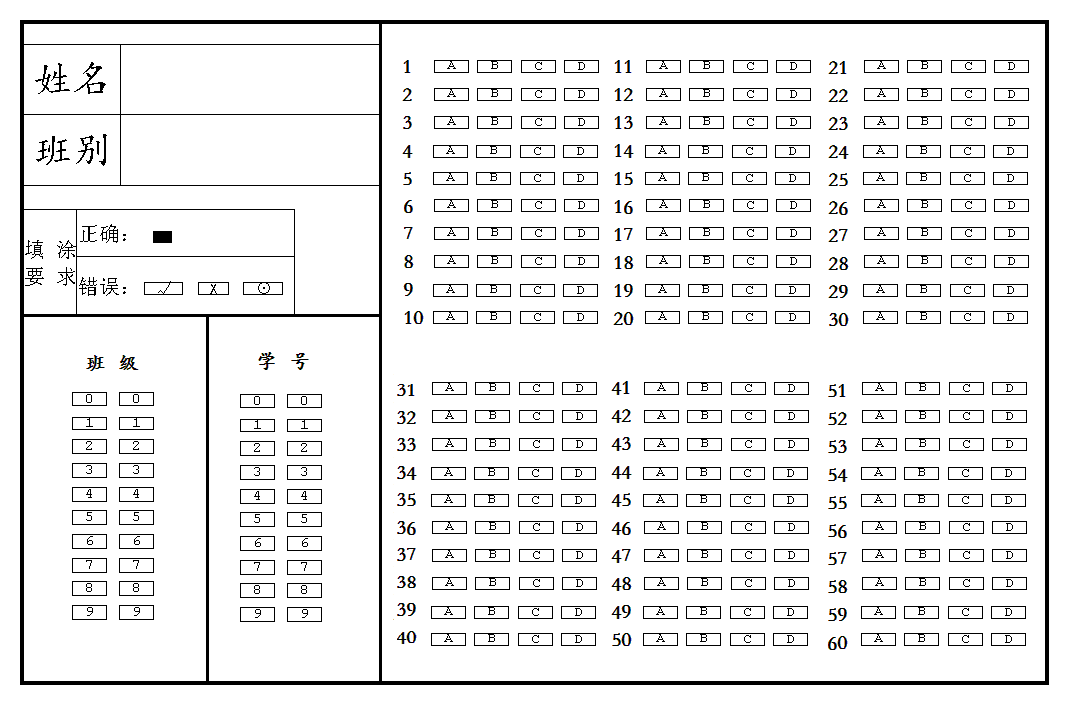 姓名
班别
填 涂
要 求
正确：
错误： √ X ⊙
班 级
0 0
1 1
2 2
3 3
4 4
5 5
6 6
7 7
8 8
9 9
学 号
0 0
1 1
2 2
3 3
4 4
5 5
6 6
7 7
8 8
9 9
1 A B C D 11 A B C D 21 A B C D
2 A B C D 12 A B C D 22 A B C D
3 A B C D 13 A B C D 23 A B C D
4 A B C D 14 A B C D 24 A B C D
5 A B C D 15 A B C D 25 A B C D
6 A B C D 16 A B C D 26 A B C D
7 A B C D 17 A B C D 27 A B C D
8 A B C D 18 A B C D 28 A B C D
9 A B C D 19 A B C D 29 A B C D
10 A B C D 20 A B C D 30 A B C D
31 A B C D 41 A B C D 51 A B C D
32 A B C D 42 A B C D 52 A B C D
33 A B C D 43 A B C D 53 A B C D
34 A B C D 44 A B C D 54 A B C D
35 A B C D 45 A B C D 55 A B C D
36 A B C D 46 A B C D 56 A B C D
37 A B C D 47 A B C D 57 A B C D
38 A B C D 48 A B C D 58 A B C D
39 A B C D 49 A B C D 59 A B C D
40 A B C D 50 A B C D 60 A B C D